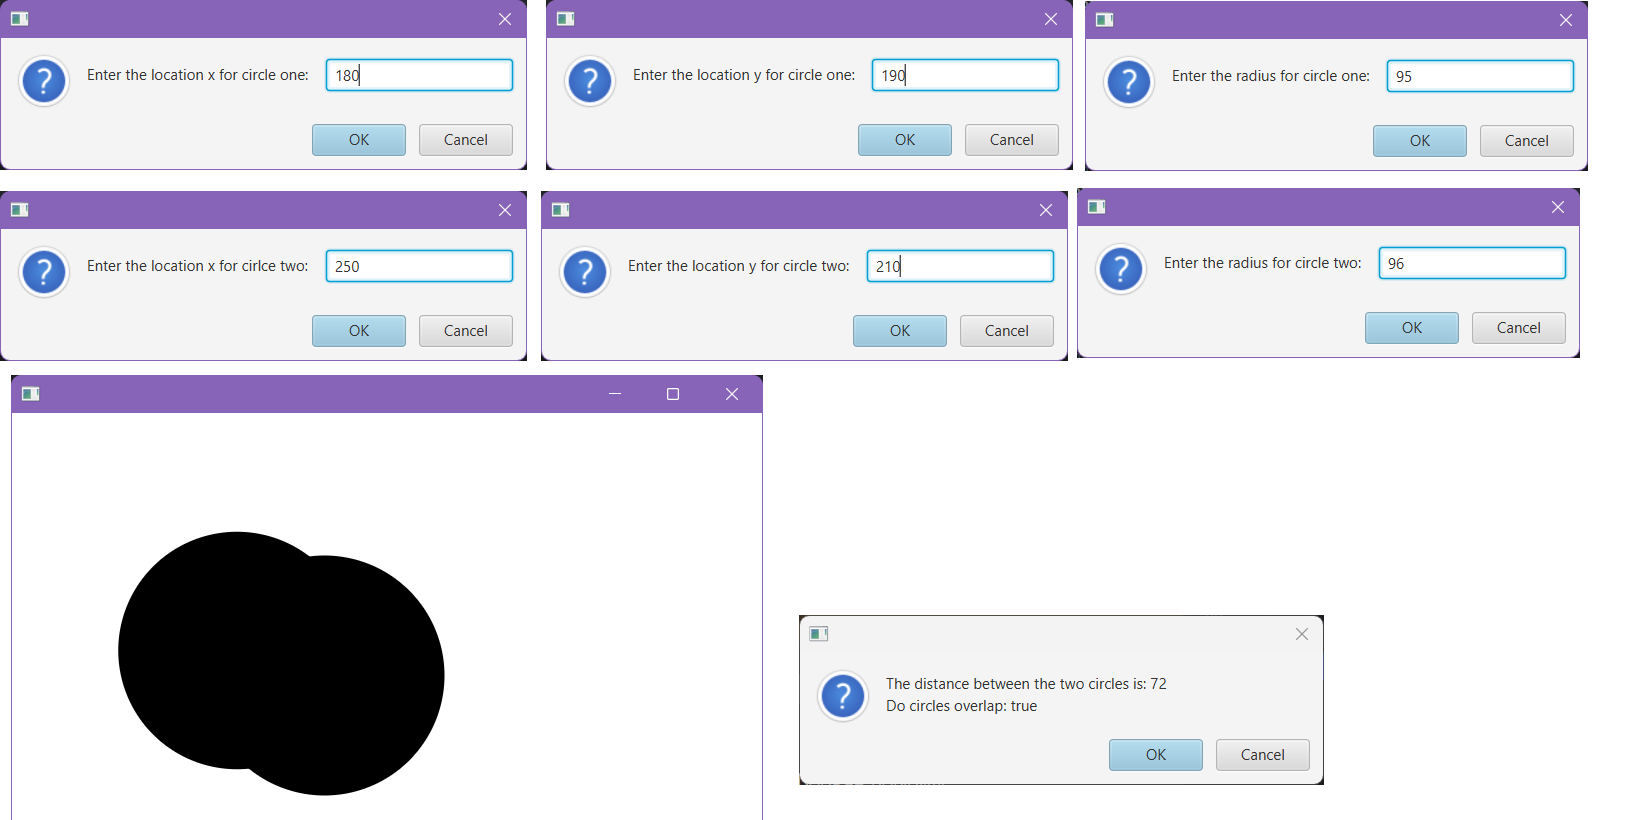 Enter the location x for circle one: 180
OK Cancel
Enter the location y for circle one: 190
OK Cancel
Enter the radius for circle one: 95
OK Cancel
Enter the location x for cirlce two: 250
OK Cancel
Enter the location y for circle two: 210
OK Cancel
Enter the radius for circle two: 96
OK Cancel
The distance between the two circles is: 72
Do circles overlap: true
OK Cancel